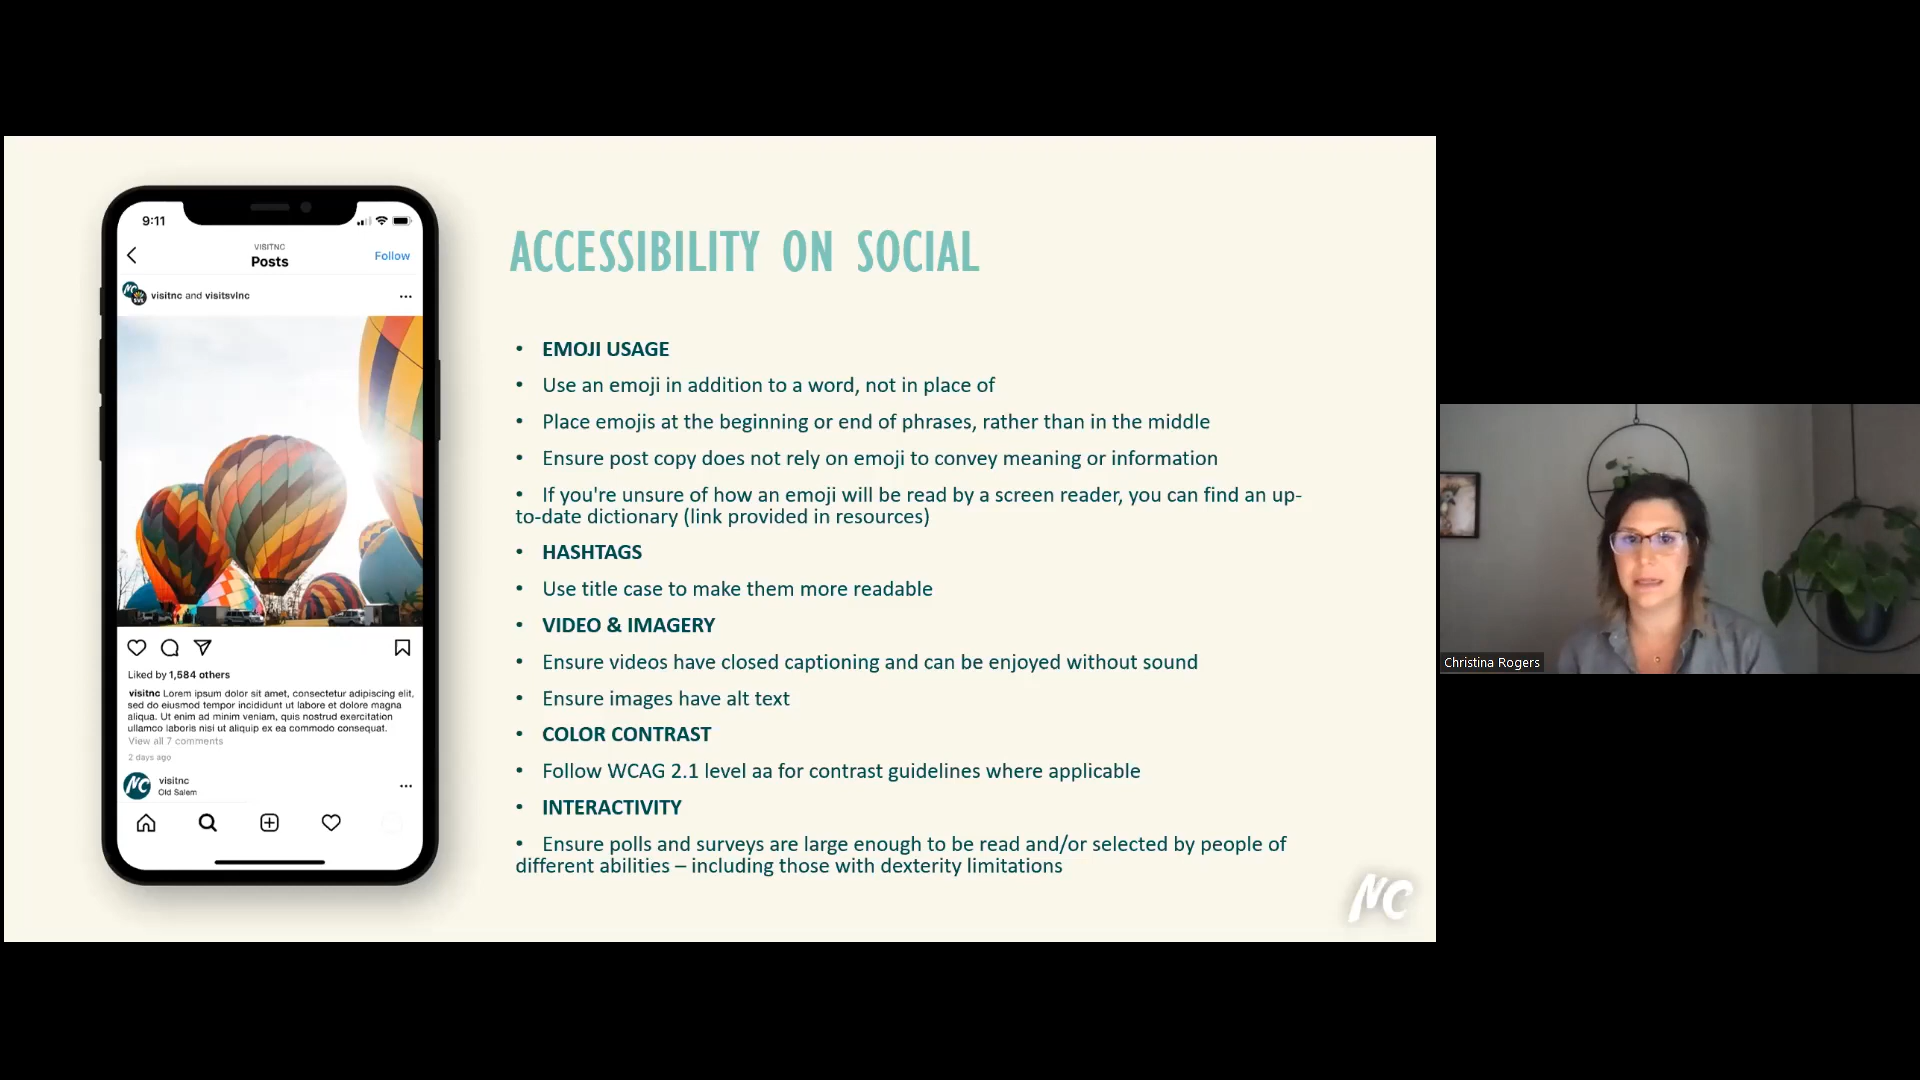 9:11
VISITNC
Posts
Follow
visitnc and visitsvlnc
Liked by 1,584 others
visitnc Lorem ipsum dolor sit amet, consectetur adipiscing elit,
sed do eiusmod tempor incididunt ut labore et dolore magna
aliqua. Ut enim ad minim veniam, quis nostrud exercitation
ullamco laboris nisi ut aliquip ex ea commodo consequat.
View all 7 comments
2 days ago
NC
visitnc
Old Salem
ACCESSIBILITY ON SOCIAL
• EMOJI USAGE
• Use an emoji in addition to a word, not in place of
• Place emojis at the beginning or end of phrases, rather than in the middle
• Ensure post copy does not rely on emoji to convey meaning or information
• If you're unsure of how an emoji will be read by a screen reader, you can find an up-
to-date dictionary (link provided in resources)
• HASHTAGS
• Use title case to make them more readable
• VIDEO & IMAGERY
• Ensure videos have closed captioning and can be enjoyed without sound
• Ensure images have alt text
• COLOR CONTRAST
• Follow WCAG 2.1 level aa for contrast guidelines where applicable
• INTERACTIVITY
• Ensure polls and surveys are large enough to be read and/or selected by people of
different abilities – including those with dexterity limitations
NC
Christina Rogers